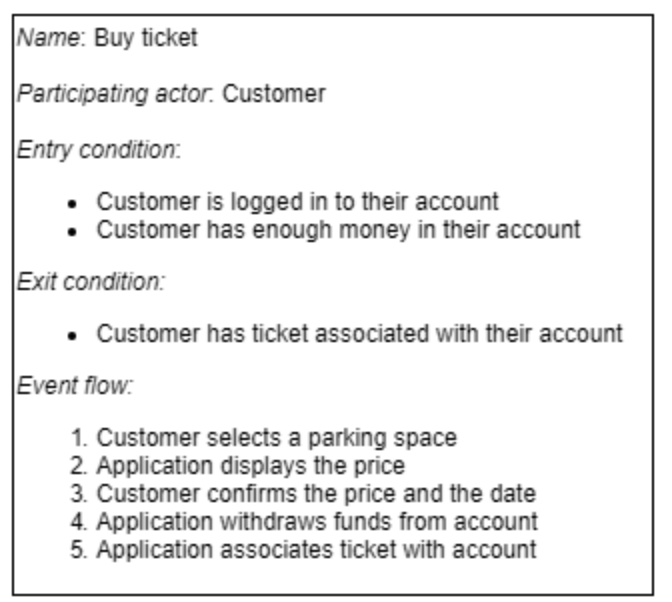 Name: Buy ticket
Participating actor: Customer
Entry condition:
• Customer is logged in to their account
• Customer has enough money in their account
Exit condition:
• Customer has ticket associated with their account
Event flow:
1. Customer selects a parking space
2. Application displays the price
3. Customer confirms the price and the date
4. Application withdraws funds from account
5. Application associates ticket with account